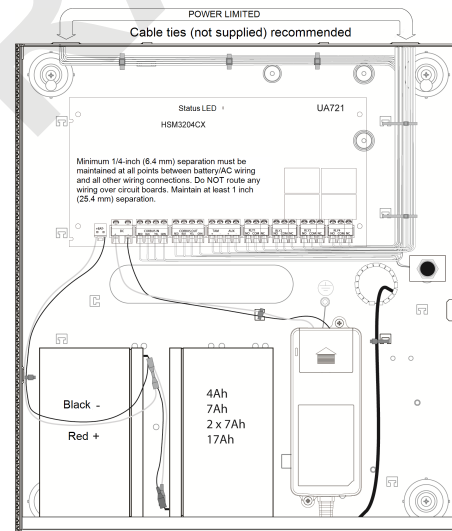 POWER LIMITED
Cable ties (not supplied) recommended
Status LED
UA721
HSM3204CX
Minimum 1/4-inch (6.4 mm) separation must be
maintained at all points between battery/AC wiring
and all other wiring connections. Do NOT route any
wiring over circuit boards. Maintain at least 1 inch
(25.4 mm) separation.
Black -
Red +
4Ah
7Ah
2 x 7Ah
17Ah